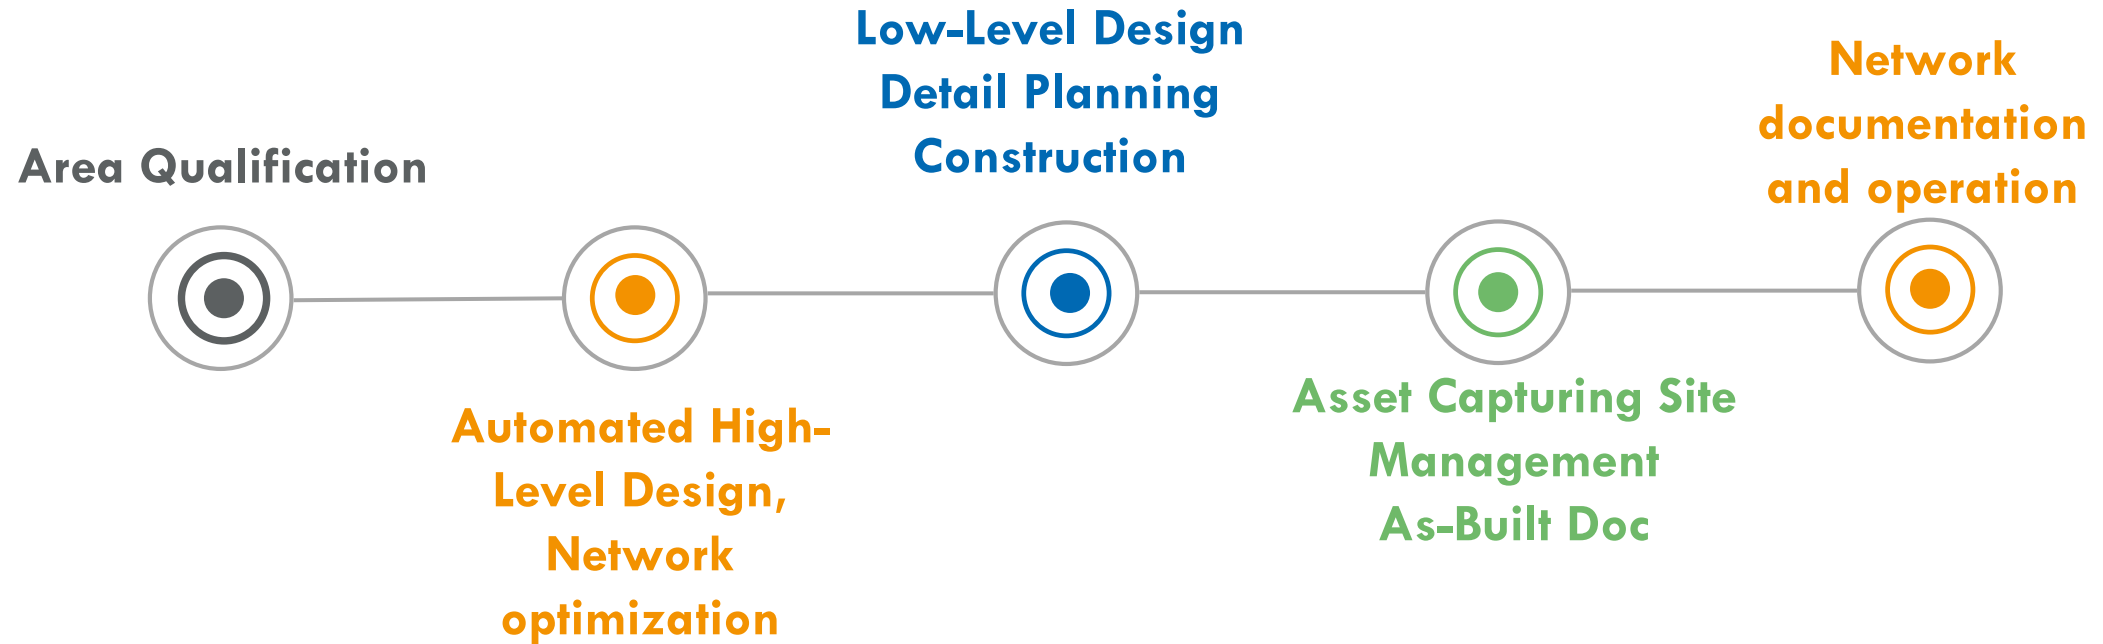 Area Qualification
Automated High-
Level Design,
Network
optimization
Low-Level Design
Detail Planning
Construction
Asset Capturing Site
Management
As-Built Doc
Network
documentation
and operation